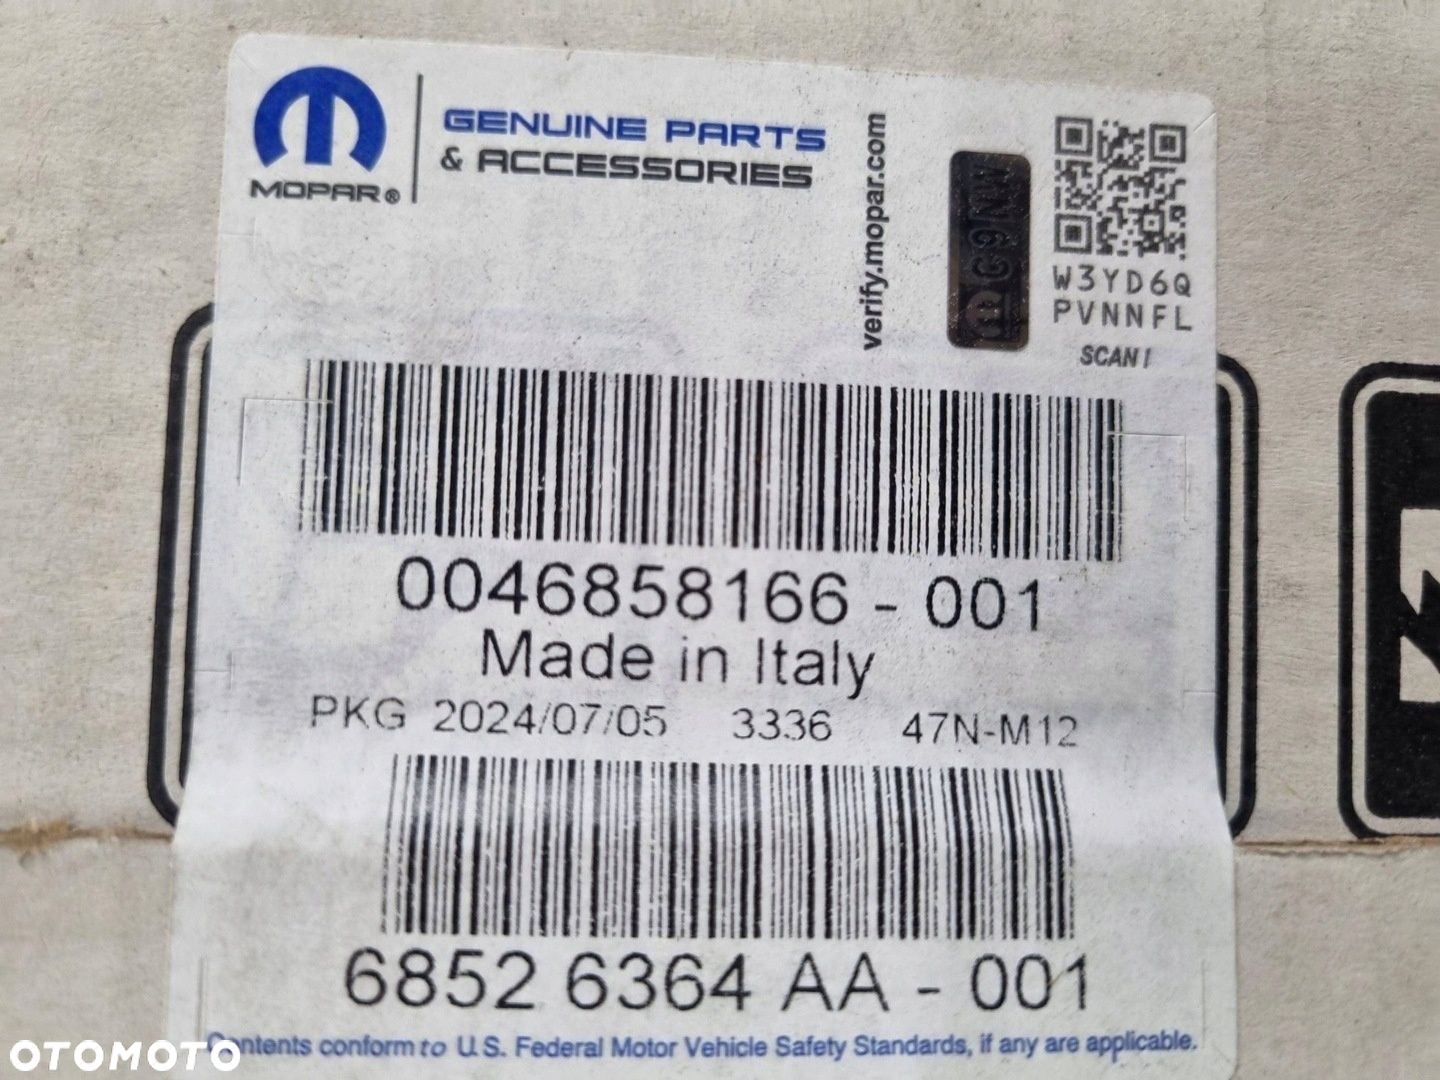 MOPAR®
GENUINE PARTS
& ACCESSORIES
verify.mopar.com
m C9NW
W3YD6Q
PVNNFL
SCAN!
0046858166 - 001
Made in Italy
PKG 2024/07/05 3336 47N-M12
6852 6364 AA - 001
Contents conform to U.S. Federal Motor Vehicle Safety Standards, if any are applicable.
OTOMOTO